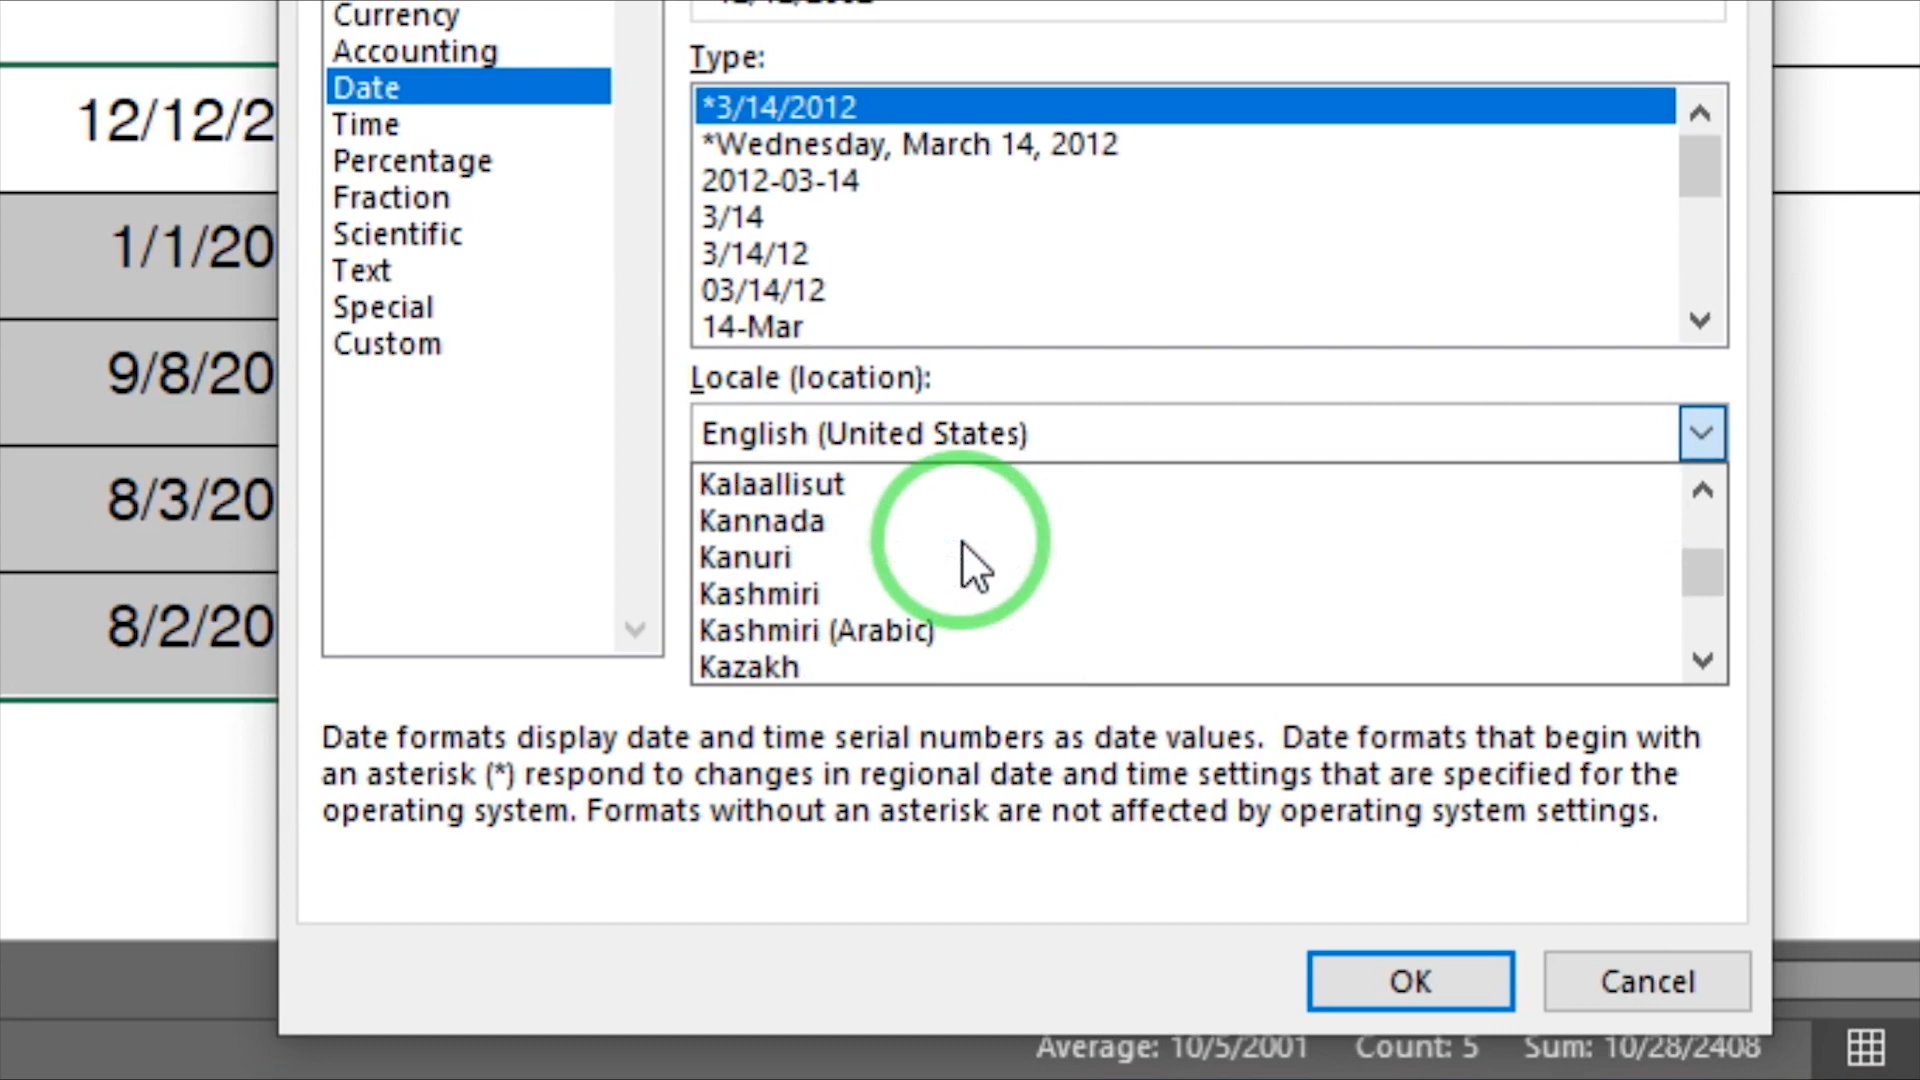 Currency
Accounting
Date
Time
Percentage
Fraction
Scientific
Text
Special
Custom
Type:
*3/14/2012
*Wednesday, March 14, 2012
2012-03-14
3/14
3/14/12
03/14/12
14-Mar
Locale (location):
English (United States)
Kalaallisut
Kannada
Kanuri
Kashmiri
Kashmiri (Arabic)
Kazakh
12/12/2
1/1/20
9/8/20
8/3/20
8/2/20
Date formats display date and time serial numbers as date values. Date formats that begin with
an asterisk (*) respond to changes in regional date and time settings that are specified for the
operating system. Formats without an asterisk are not affected by operating system settings.
OK
Cancel
Average: 10/5/2001
Count: 5
Sum: 10/28/2408